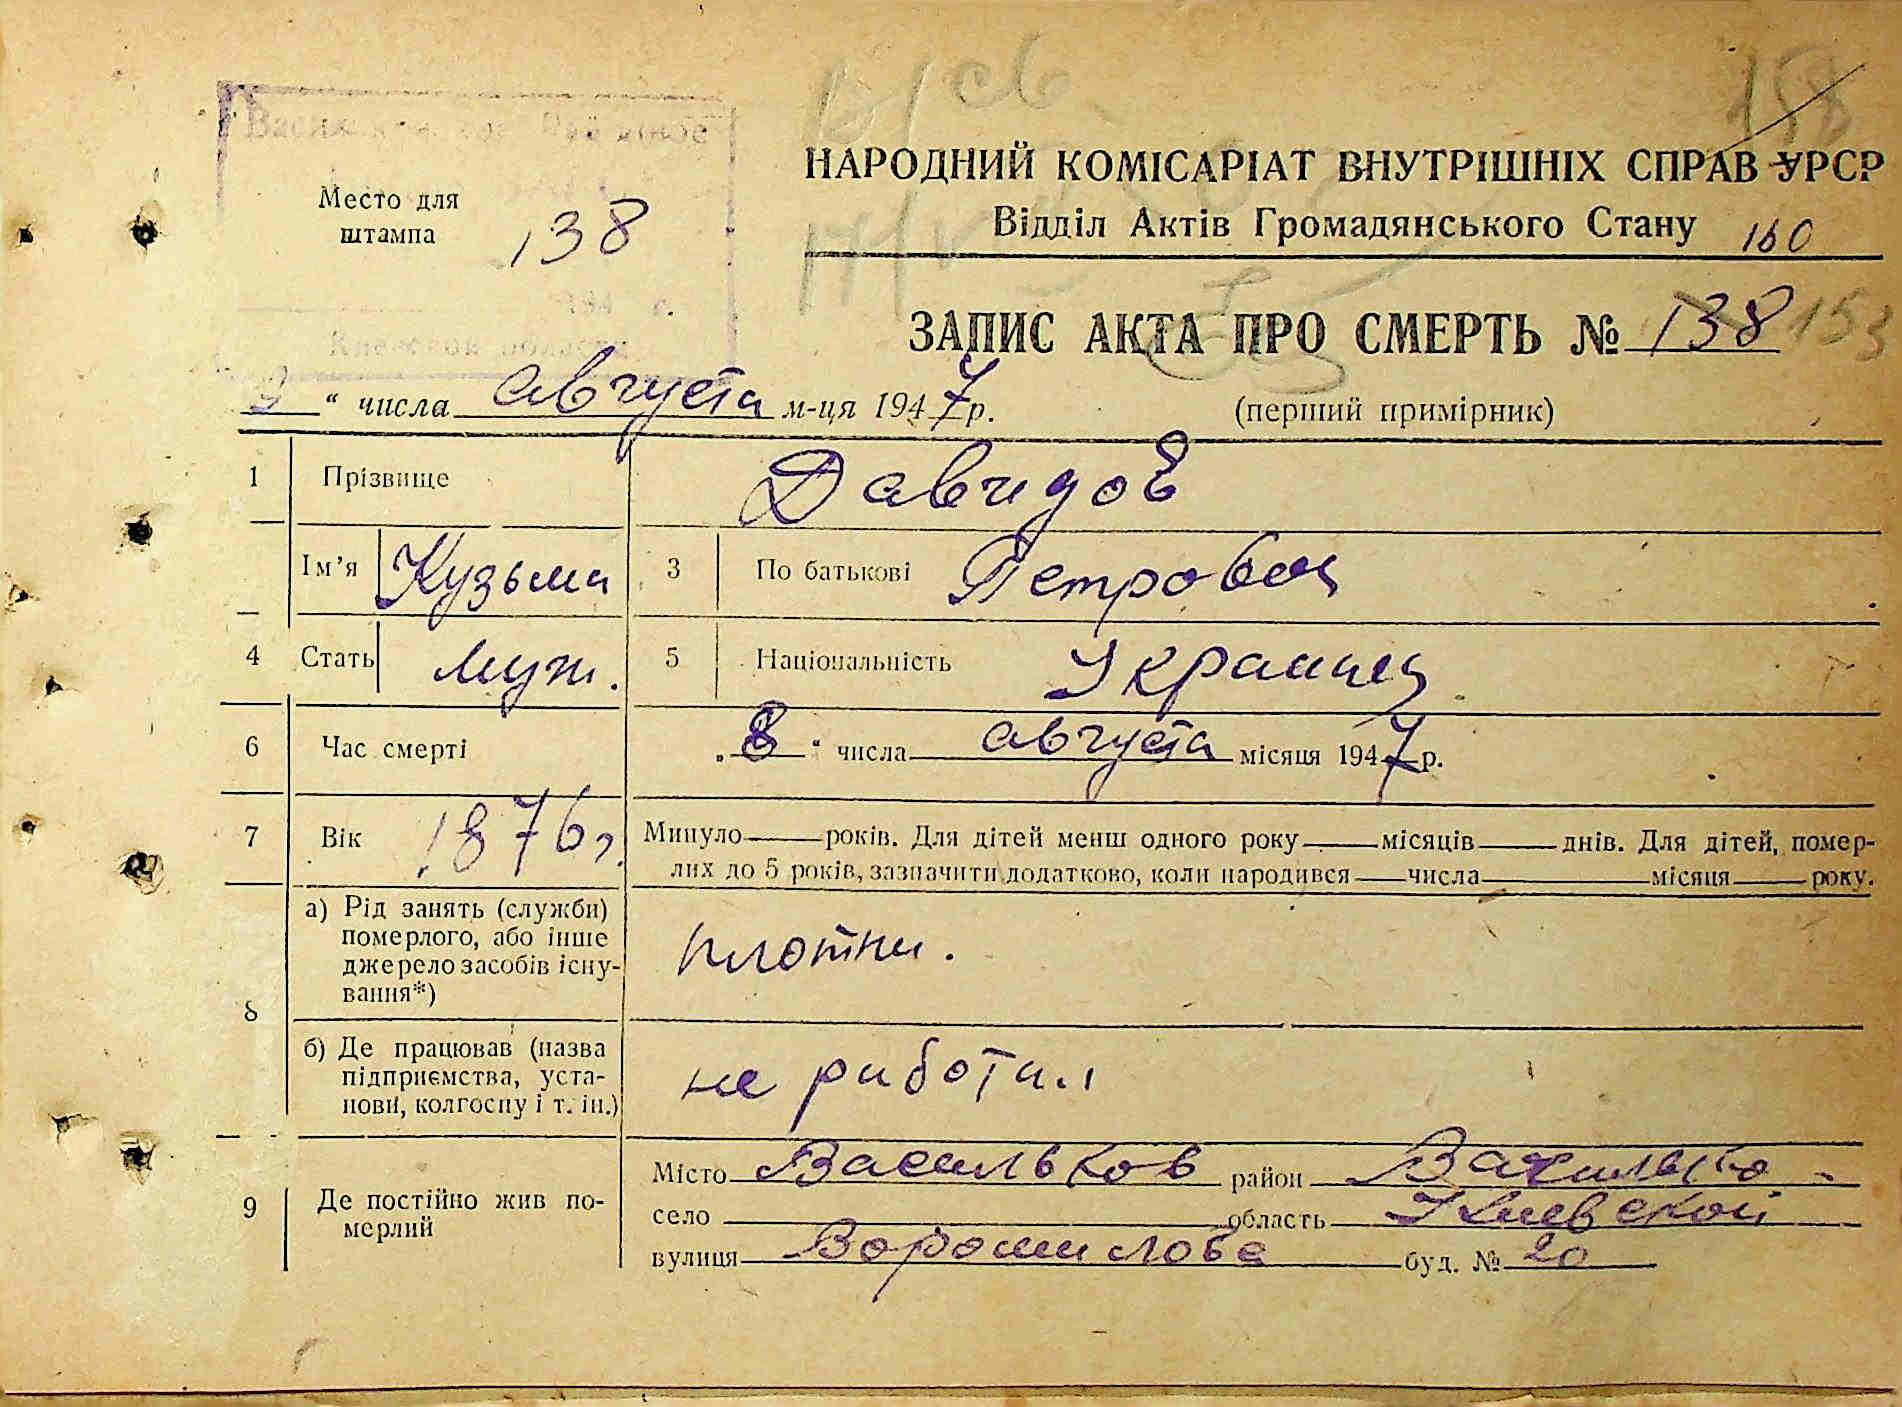 158
НАРОДНИЙ КОМІСАРІАТ ВНУТРІШНІХ СПРАВ УРСР
Відділ Актів Громадянського Стану 160
Место для
штампа
138
194 г.
ЗАПИС АКТА ПРО СМЕРТЬ № 138 153
9 " числа августа м-ця 1947 р.
(перший примірник)
1 Прізвище Давидов
Ім'я Кузьма 3 По батькові Петрович
4 Стать муж. 5 Національність Украинец
6 Час смерті „ 8 " числа августа місяця 1947 р.
7 Вік 1876 г. Минуло ___ років. Для дітей менш одного року ___ місяців ___ днів. Для дітей, помер-
лих до 5 років, зазначити додатково, коли народився ___ числа ___ місяця ___ року.
8 а) Рід занять (служби)
померлого, або інше
джерело засобів існу-
вання*)
плотни.
б) Де працював (назва
підприємства, уста-
нови, колгоспу і т. ін.)
не работал
9 Де постійно жив по-
мерлий
Місто Васильков район Василько-
село ___ область Киевской
вулиця Ворошилова буд. № 20